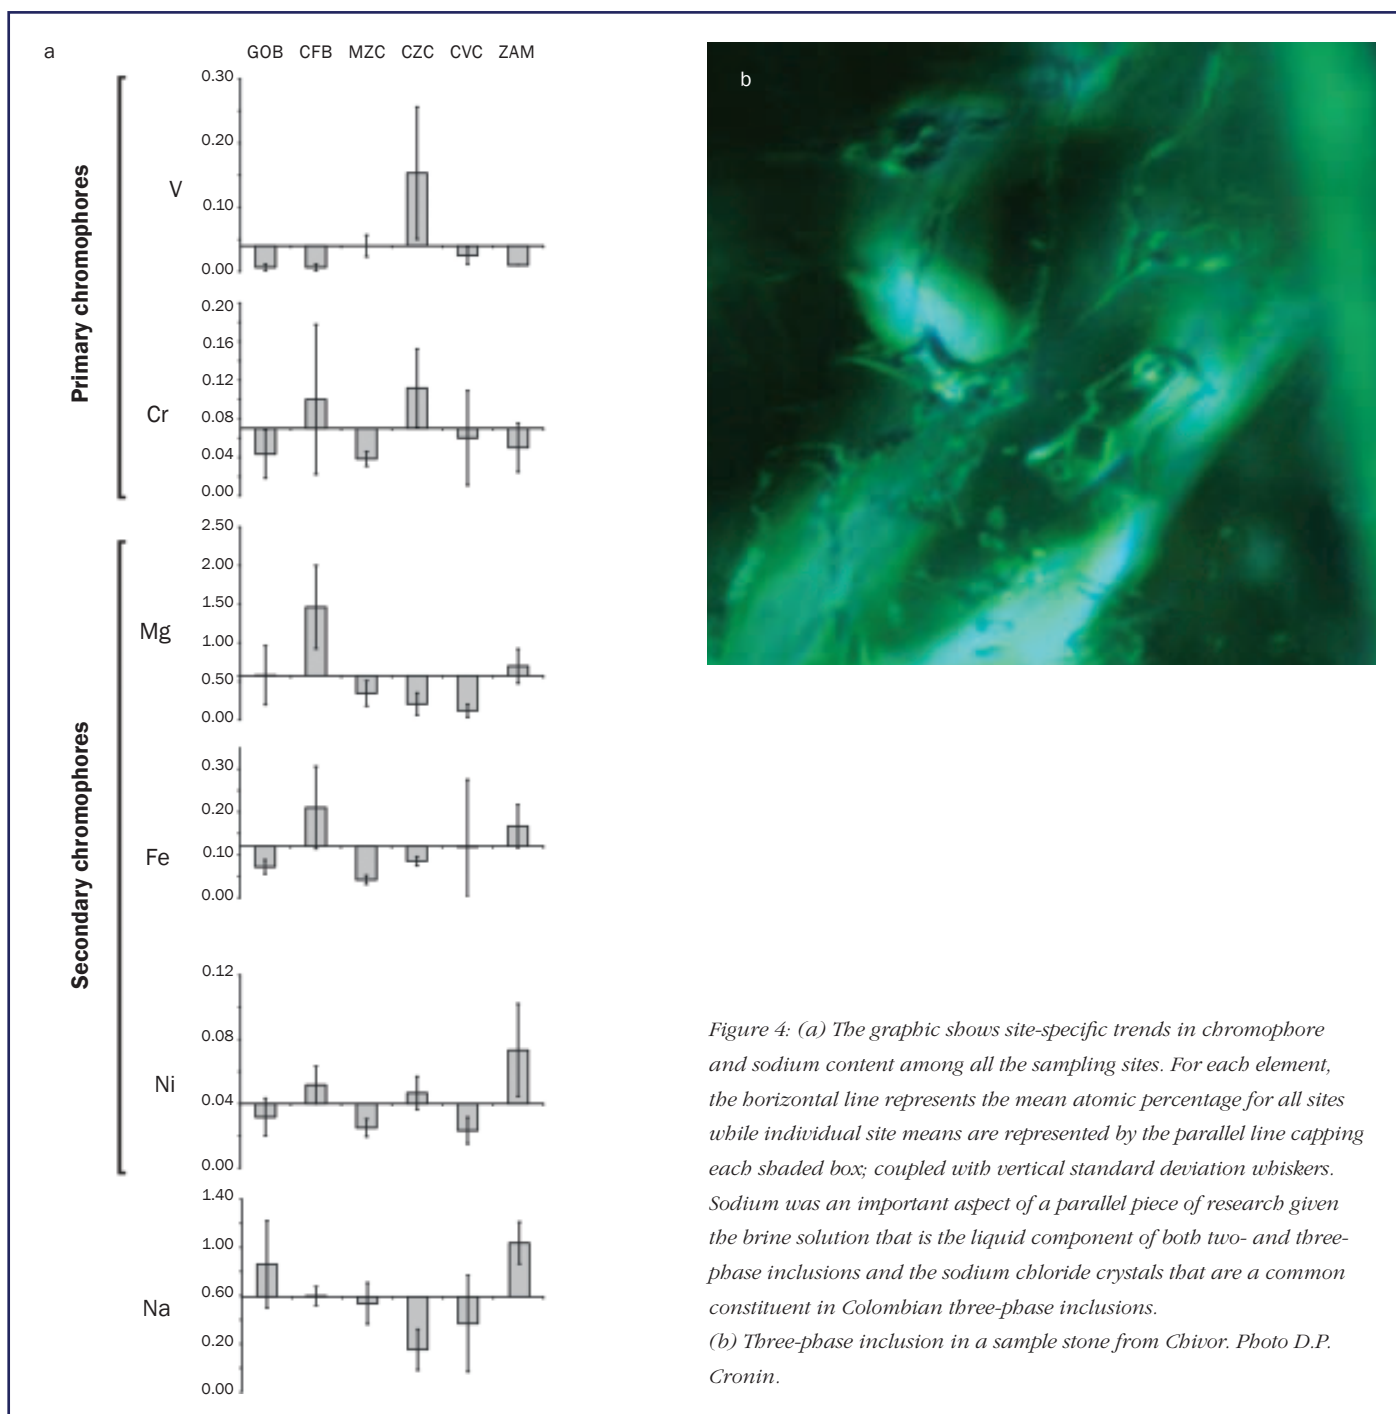 a
GOB CFB MZC CZC CVC ZAM
Primary chromophores
V
0.30
0.20
0.10
0.00
Cr
0.20
0.16
0.12
0.08
0.04
0.00
Secondary chromophores
Mg
2.50
2.00
1.50
1.00
0.50
0.00
Fe
0.30
0.20
0.10
0.00
Ni
0.12
0.08
0.04
0.00
Na
1.40
1.00
0.60
0.20
0.00
b
Figure 4: (a) The graphic shows site-specific trends in chromophore
and sodium content among all the sampling sites. For each element,
the horizontal line represents the mean atomic percentage for all sites
while individual site means are represented by the parallel line capping
each shaded box; coupled with vertical standard deviation whiskers.
Sodium was an important aspect of a parallel piece of research given
the brine solution that is the liquid component of both two- and three-
phase inclusions and the sodium chloride crystals that are a common
constituent in Colombian three-phase inclusions.
(b) Three-phase inclusion in a sample stone from Chivor. Photo D.P.
Cronin.